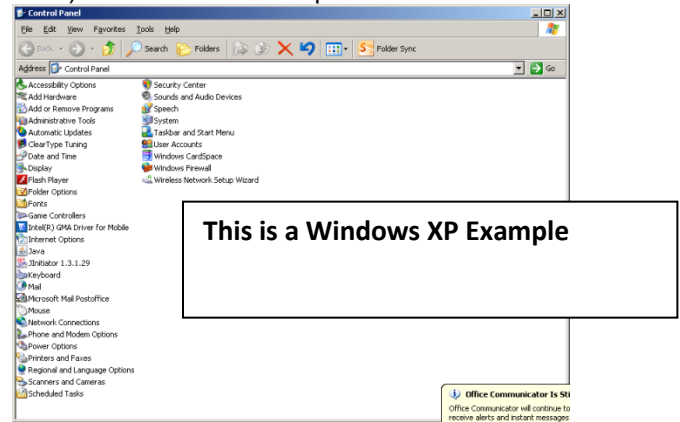 Control Panel
File Edit View Favorites Tools Help
Back Search Folders Folder Sync
Address Control Panel Go
Accessibility Options
Add Hardware
Add or Remove Programs
Administrative Tools
Automatic Updates
ClearType Tuning
Date and Time
Display
Flash Player
Folder Options
Fonts
Game Controllers
Intel(R) GMA Driver for Mobile
Internet Options
Java
JInitiator 1.3.1.29
Keyboard
Mail
Microsoft Mail Postoffice
Mouse
Network Connections
Phone and Modem Options
Power Options
Printers and Faxes
Regional and Language Options
Scanners and Cameras
Scheduled Tasks
Security Center
Sounds and Audio Devices
Speech
System
Taskbar and Start Menu
User Accounts
Windows CardSpace
Windows Firewall
Wireless Network Setup Wizard
This is a Windows XP Example
Office Communicator Is Sti
Office Communicator will continue to
receive alerts and instant messages